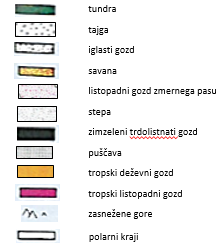 tundra
tajga
iglasti gozd
savana
listopadni gozd zmernega pasu
stepa
zimzeleni trdolistnati gozd
puščava
tropski deževni gozd
tropski listopadni gozd
zasnežene gore
polarni kraji